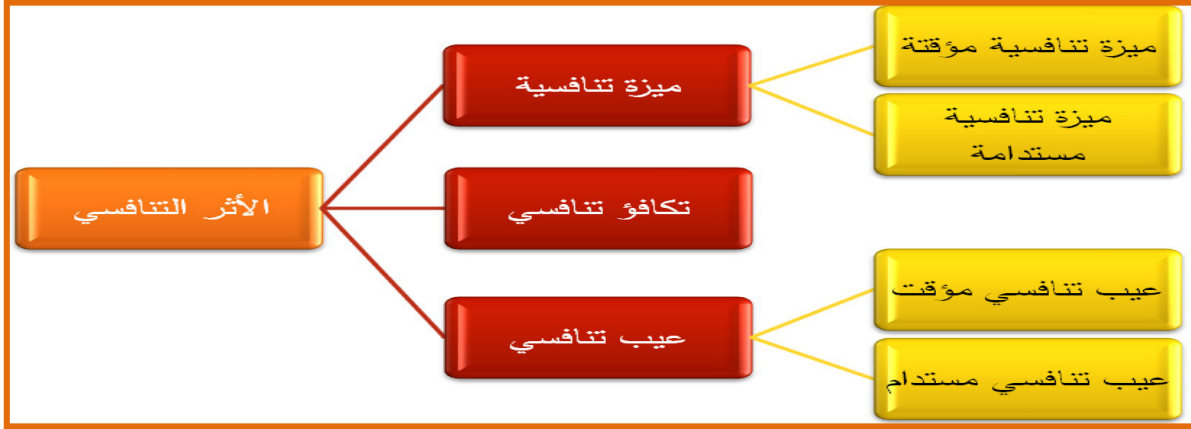 ميزة تنافسية مؤقتة
ميزة تنافسية
ميزة تنافسية
مستدامة
الأثر التنافسي
تكافؤ تنافسي
عيب تنافسي مؤقت
عيب تنافسي
عيب تنافسي مستدام